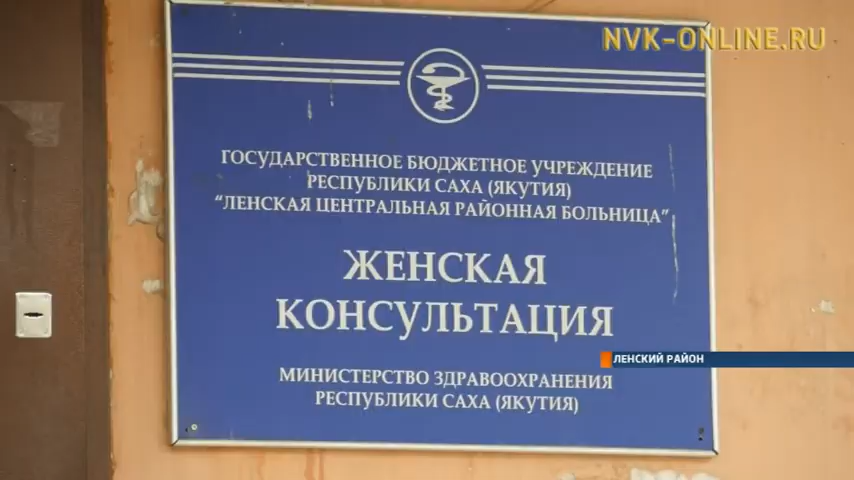 NVK-ONLINE.RU
ГОСУДАРСТВЕННОЕ БЮДЖЕТНОЕ УЧРЕЖДЕНИЕ
РЕСПУБЛИКИ САХА (ЯКУТИЯ)
“ЛЕНСКАЯ ЦЕНТРАЛЬНАЯ РАЙОННАЯ БОЛЬНИЦА”
ЖЕНСКАЯ
КОНСУЛЬТАЦИЯ
ЛЕНСКИЙ РАЙОН
МИНИСТЕРСТВО ЗДРАВООХРАНЕНИЯ
РЕСПУБЛИКИ САХА (ЯКУТИЯ)